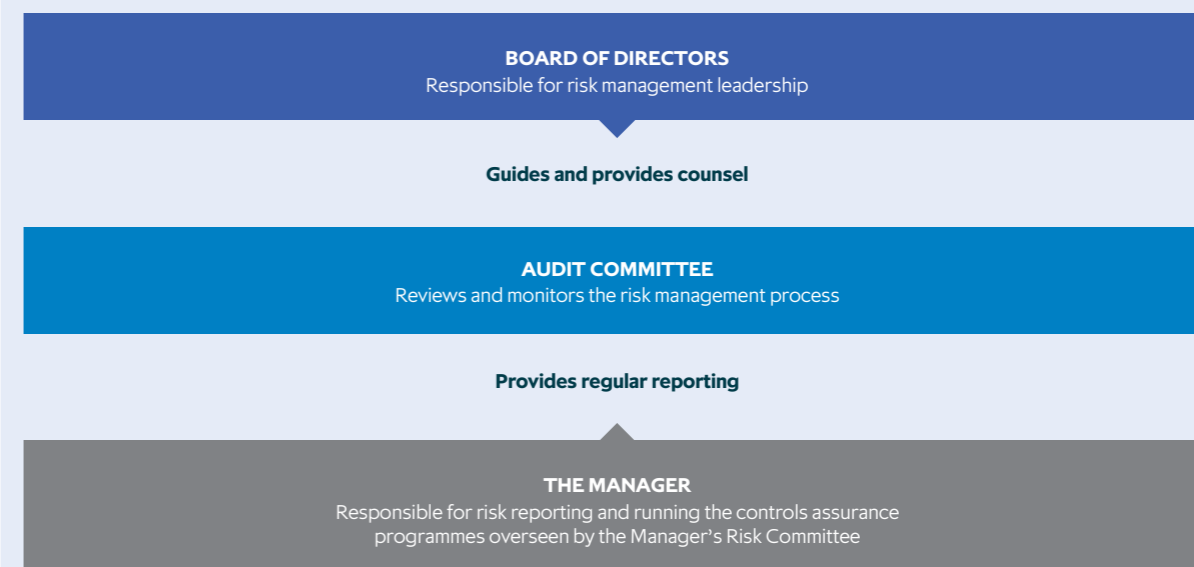 BOARD OF DIRECTORS
Responsible for risk management leadership
Guides and provides counsel
AUDIT COMMITTEE
Reviews and monitors the risk management process
Provides regular reporting
THE MANAGER
Responsible for risk reporting and running the controls assurance
programmes overseen by the Manager’s Risk Committee